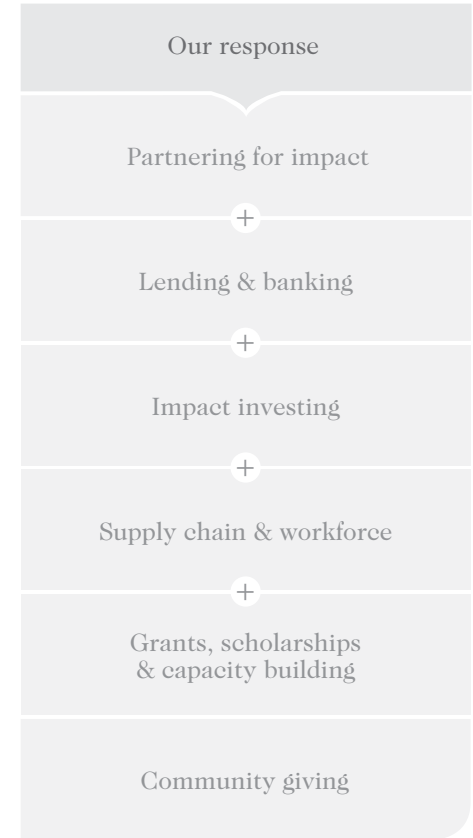 Our response
Partnering for impact
+
Lending & banking
+
Impact investing
+
Supply chain & workforce
+
Grants, scholarships
& capacity building
Community giving